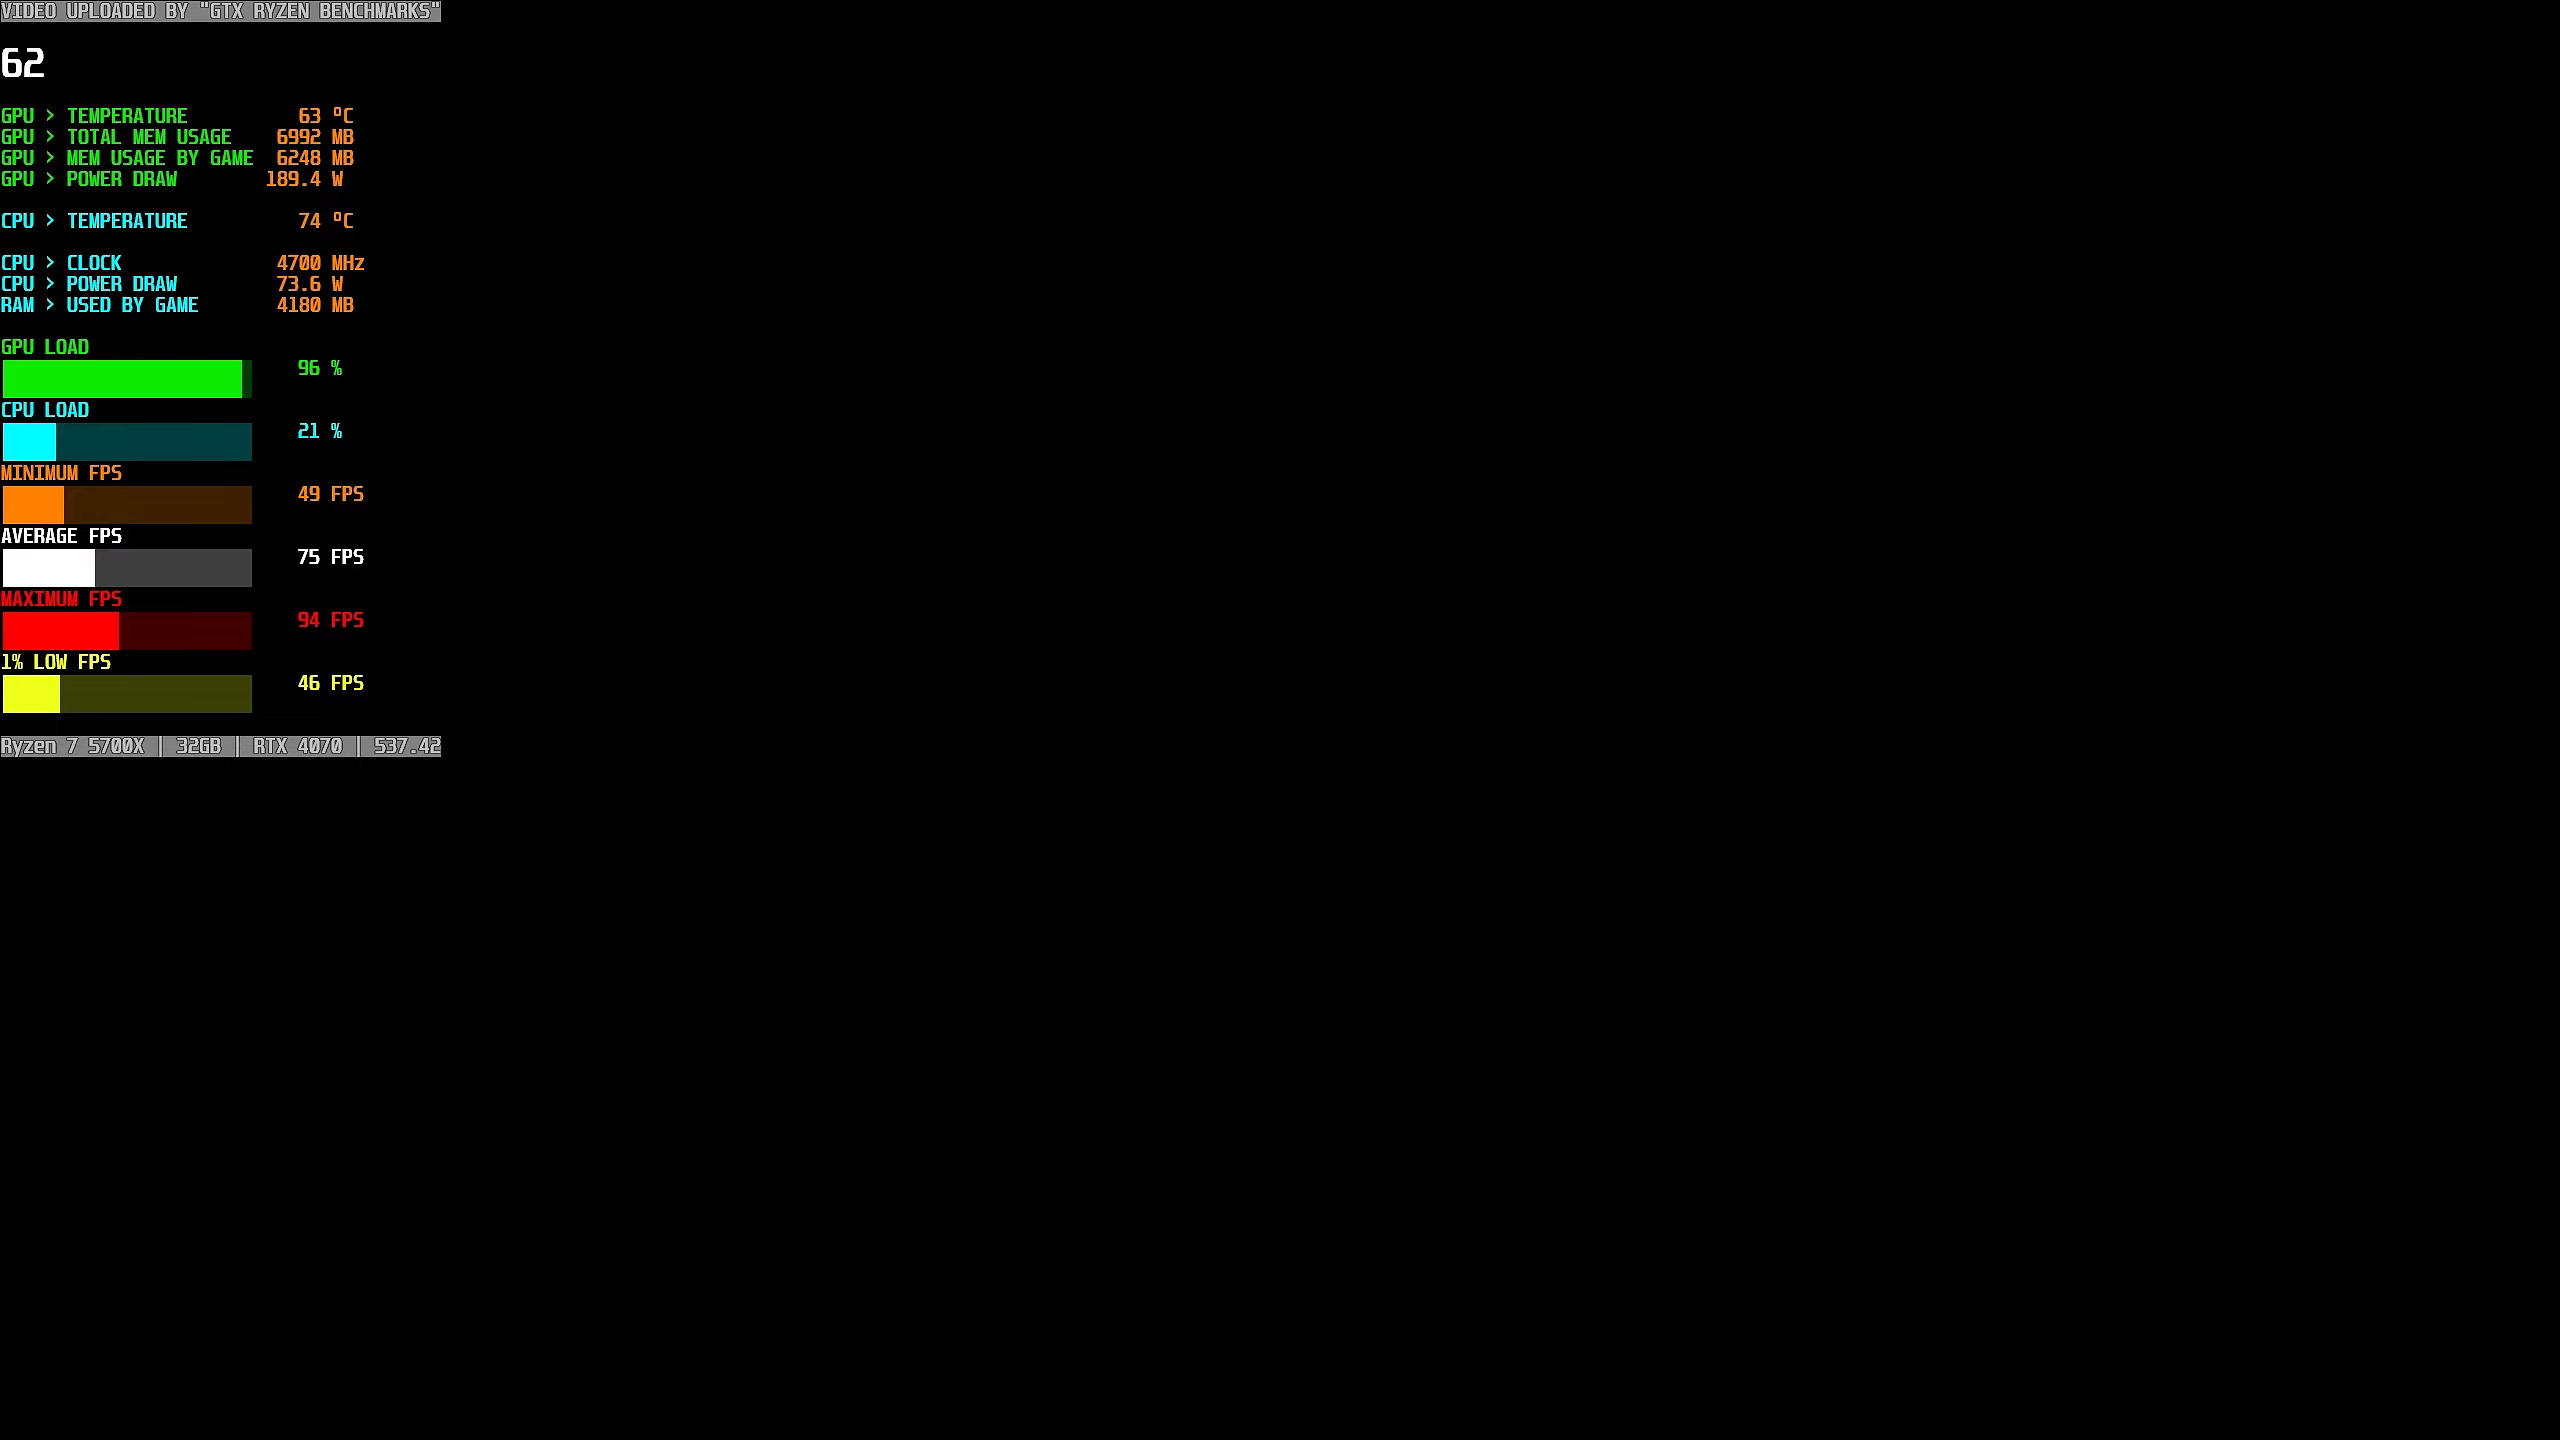 VIDEO UPLOADED BY "GTX RYZEN BENCHMARKS"
62
GPU > TEMPERATURE 63 °C
GPU > TOTAL MEM USAGE 6992 MB
GPU > MEM USAGE BY GAME 6248 MB
GPU > POWER DRAW 189.4 W
CPU > TEMPERATURE 74 °C
CPU > CLOCK 4700 MHz
CPU > POWER DRAW 73.6 W
RAM > USED BY GAME 4180 MB
GPU LOAD
96 %
CPU LOAD
21 %
MINIMUM FPS
49 FPS
AVERAGE FPS
75 FPS
MAXIMUM FPS
94 FPS
1% LOW FPS
46 FPS
Ryzen 7 5700X | 32GB | RTX 4070 | 537.42